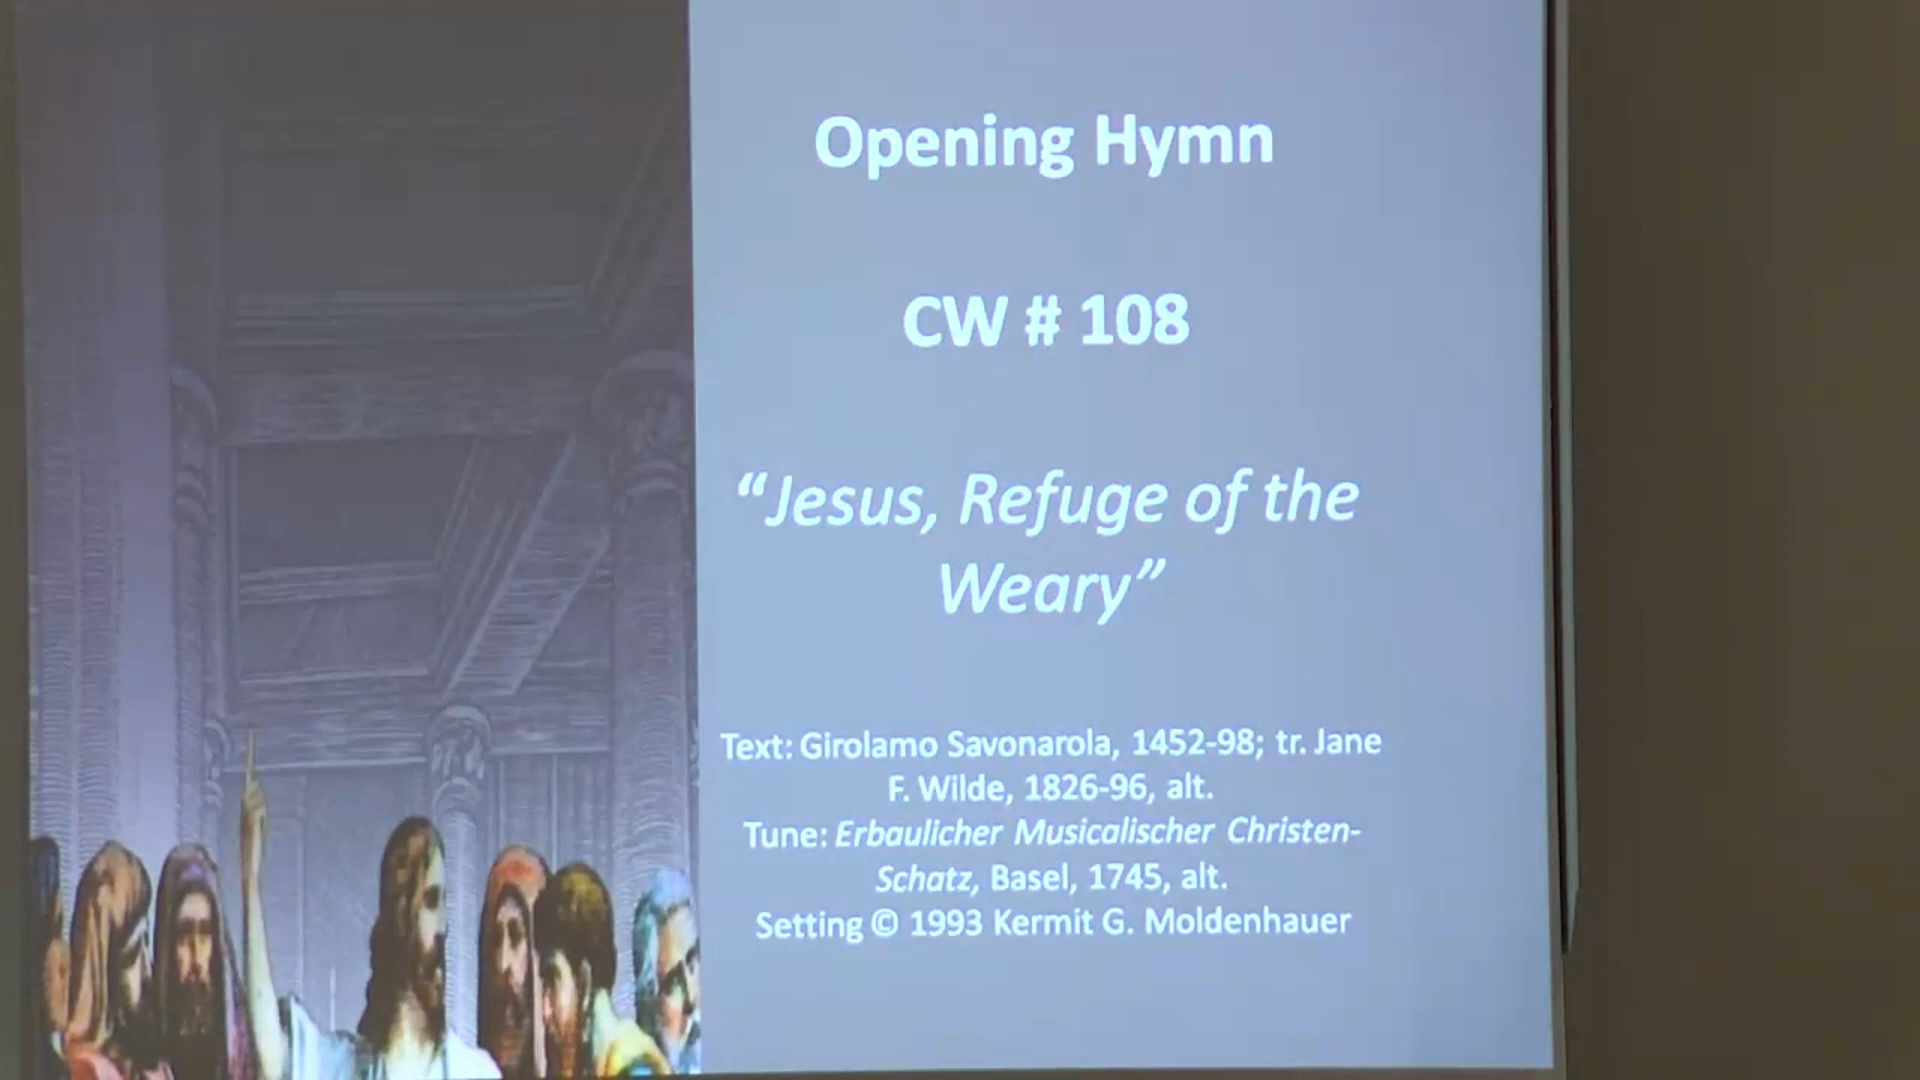 Opening Hymn
CW # 108
“Jesus, Refuge of the
Weary”
Text: Girolamo Savonarola, 1452-98; tr. Jane
F. Wilde, 1826-96, alt.
Tune: Erbaulicher Musicalischer Christen-
Schatz, Basel, 1745, alt.
Setting © 1993 Kermit G. Moldenhauer